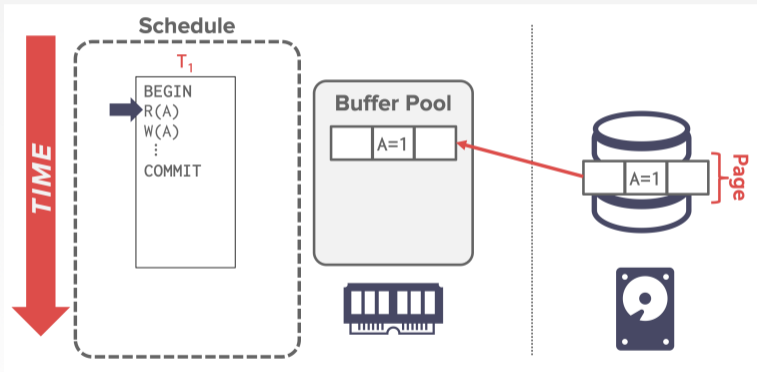 Schedule
TIME
T₁
BEGIN
R(A)
W(A)
⋮
COMMIT
Buffer Pool
A=1
A=1
Page